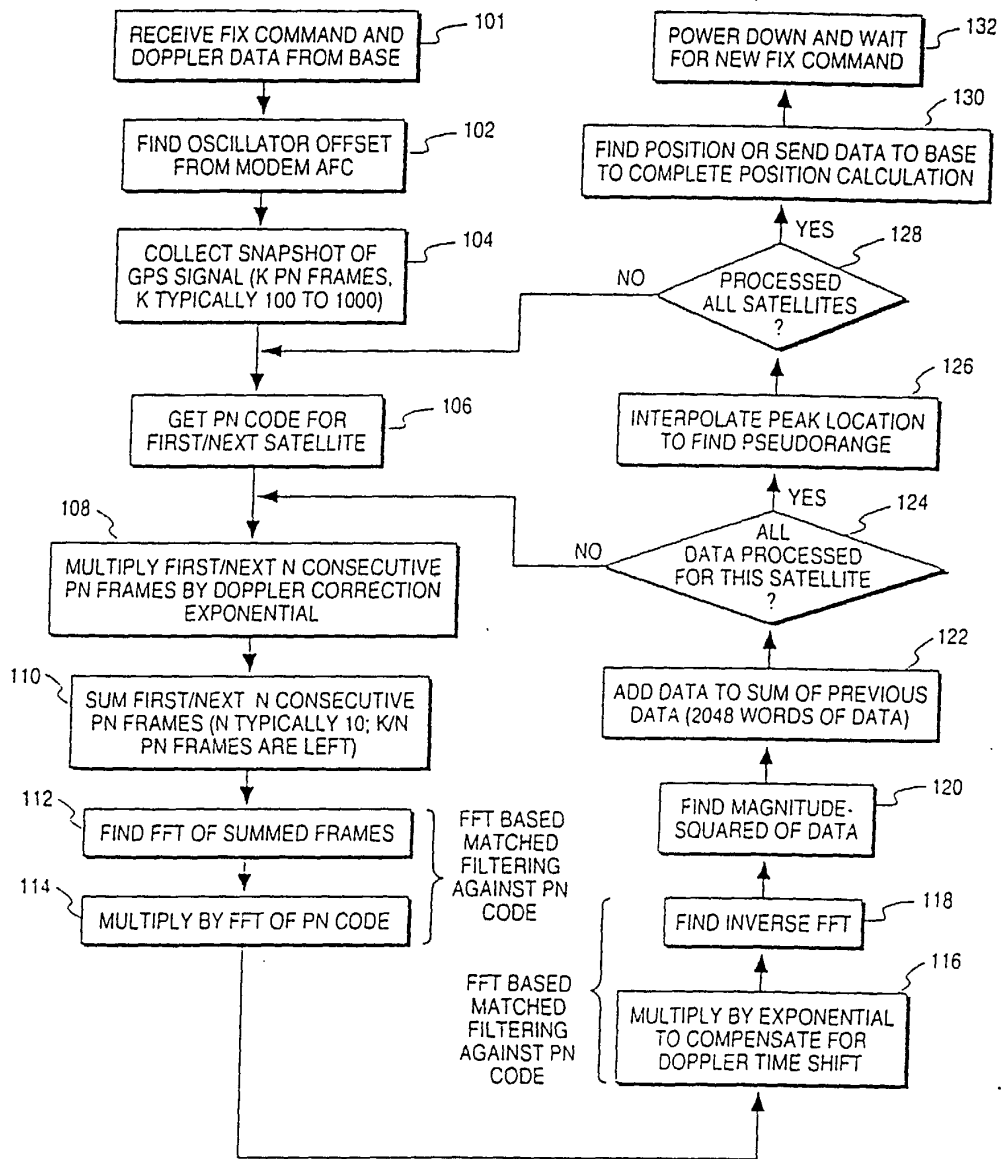 101
RECEIVE FIX COMMAND AND
DOPPLER DATA FROM BASE
102
FIND OSCILLATOR OFFSET
FROM MODEM AFC
104
COLLECT SNAPSHOT OF
GPS SIGNAL (K PN FRAMES,
K TYPICALLY 100 TO 1000)
106
GET PN CODE FOR
FIRST/NEXT SATELLITE
108
MULTIPLY FIRST/NEXT N CONSECUTIVE
PN FRAMES BY DOPPLER CORRECTION
EXPONENTIAL
110
SUM FIRST/NEXT N CONSECUTIVE
PN FRAMES (N TYPICALLY 10; K/N
PN FRAMES ARE LEFT)
112
FIND FFT OF SUMMED FRAMES
114
MULTIPLY BY FFT OF PN CODE
FFT BASED
MATCHED
FILTERING
AGAINST PN
CODE
132
POWER DOWN AND WAIT
FOR NEW FIX COMMAND
130
FIND POSITION OR SEND DATA TO BASE
TO COMPLETE POSITION CALCULATION
YES
128
NO
PROCESSED
ALL SATELLITES
?
126
INTERPOLATE PEAK LOCATION
TO FIND PSEUDORANGE
YES
124
NO
ALL
DATA PROCESSED
FOR THIS SATELLITE
?
122
ADD DATA TO SUM OF PREVIOUS
DATA (2048 WORDS OF DATA)
120
FIND MAGNITUDE-
SQUARED OF DATA
118
FIND INVERSE FFT
116
MULTIPLY BY EXPONENTIAL
TO COMPENSATE FOR
DOPPLER TIME SHIFT
FFT BASED
MATCHED
FILTERING
AGAINST PN
CODE